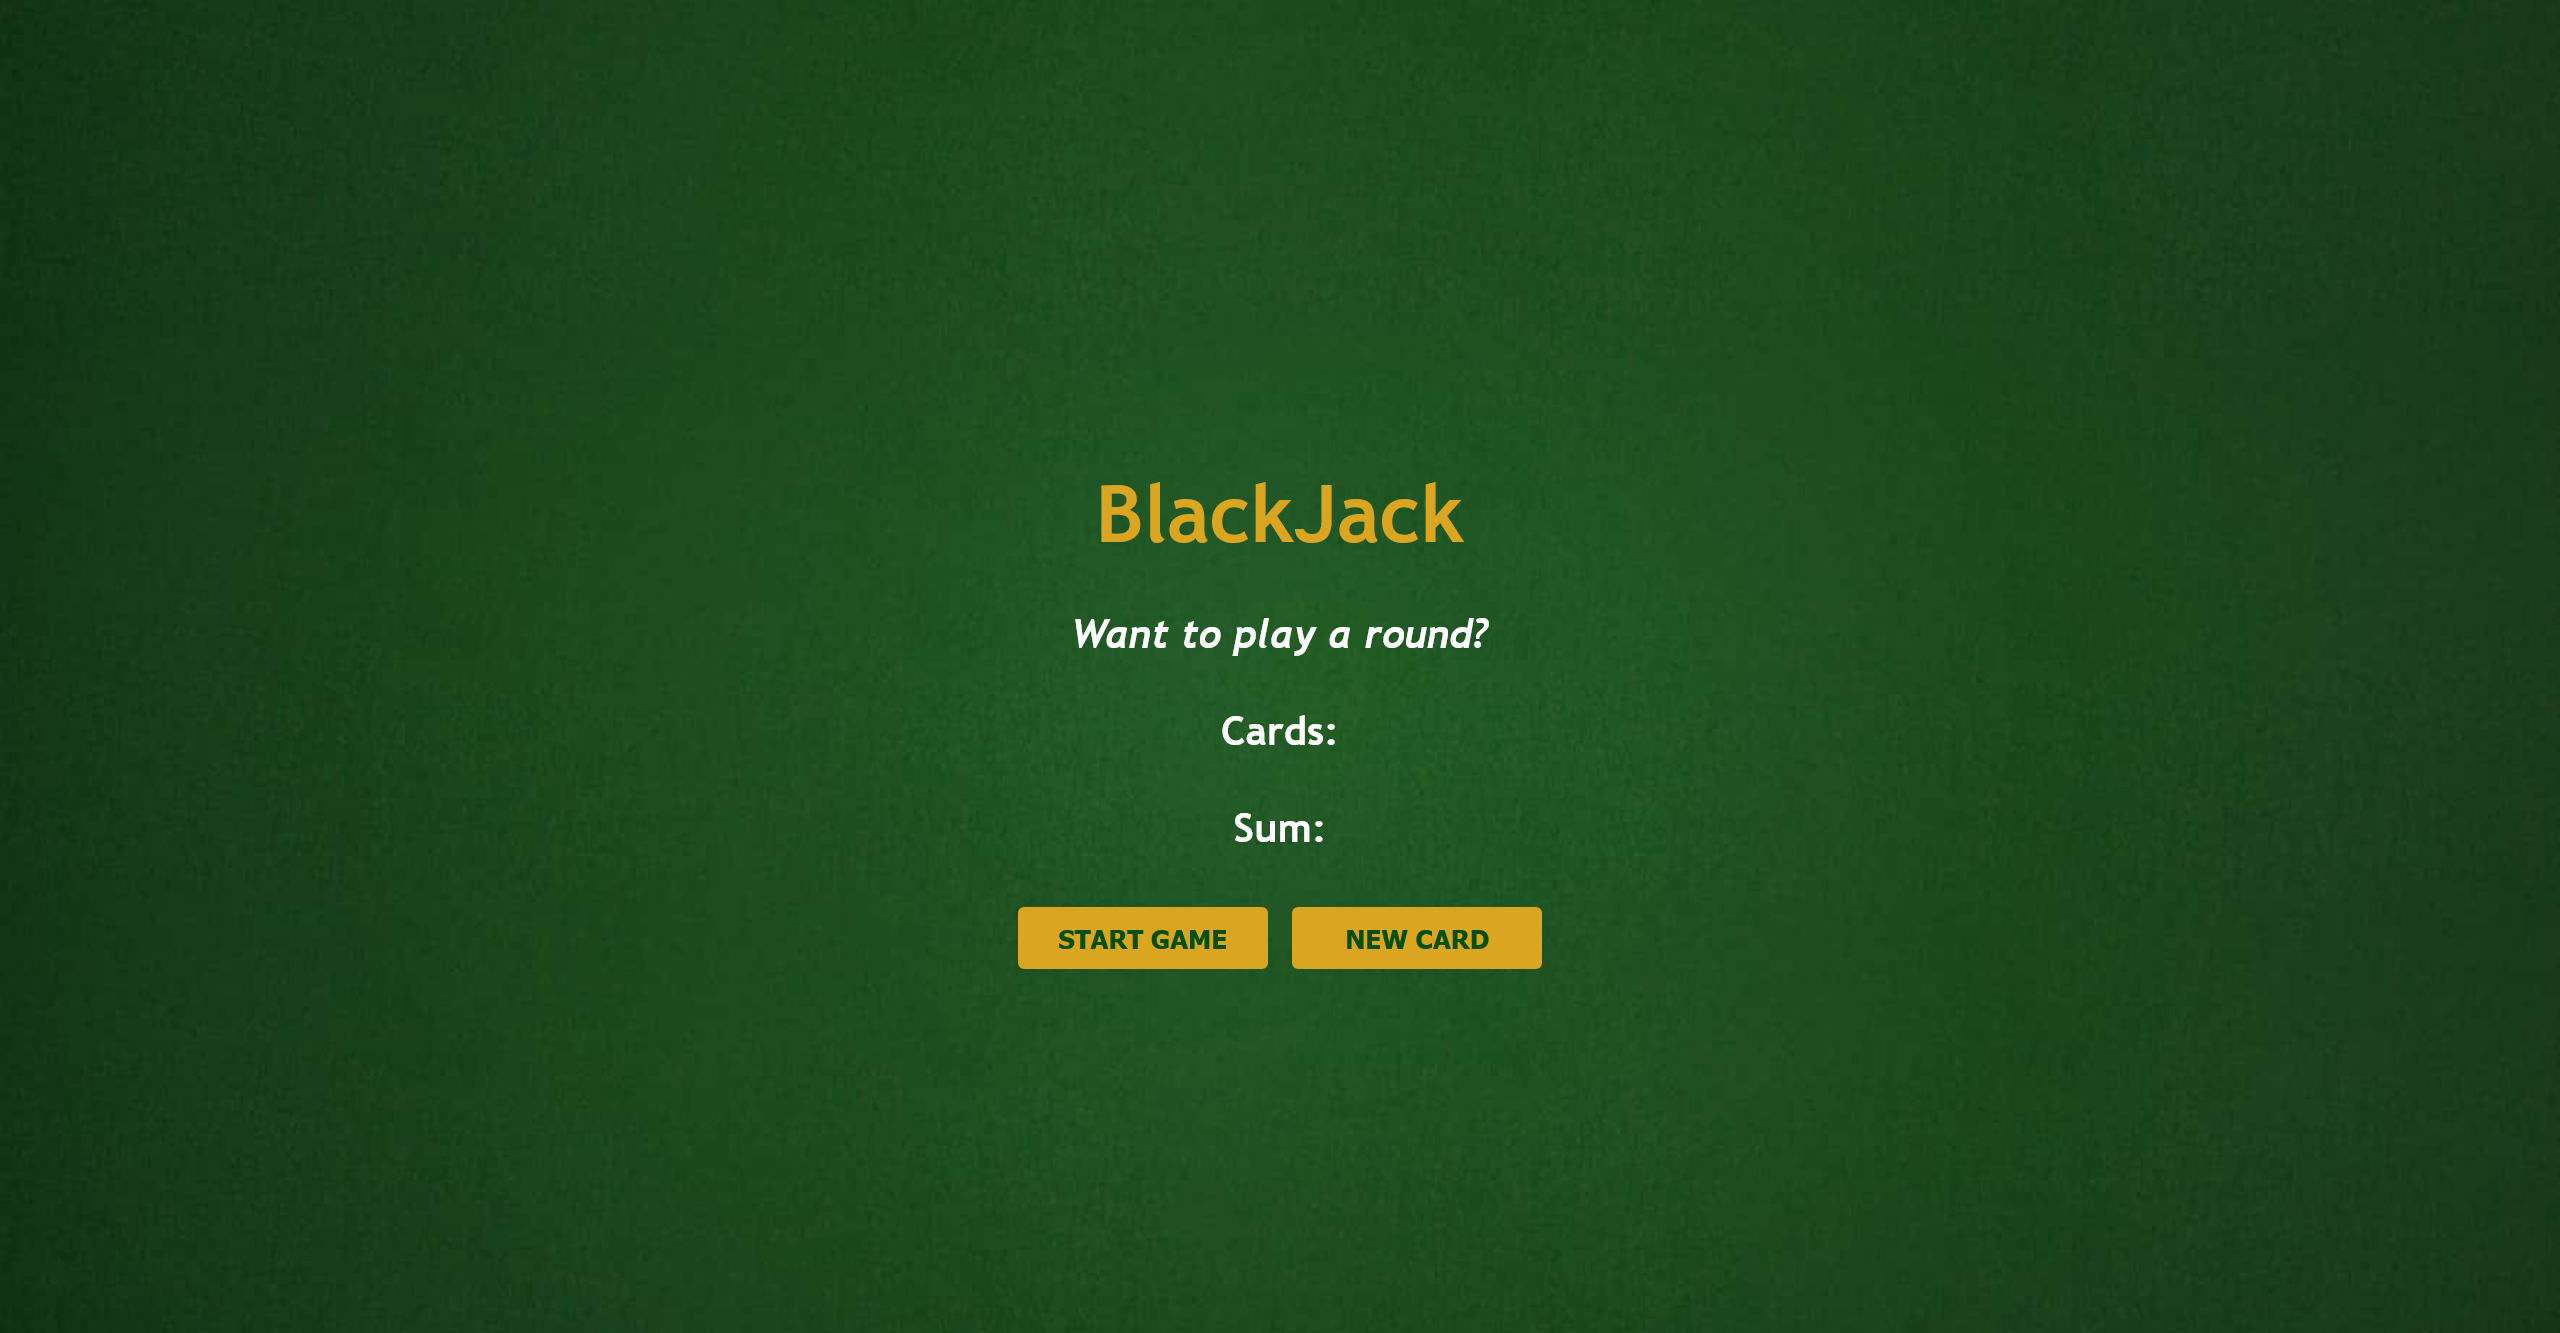 BlackJack
Want to play a round?
Cards:
Sum:
START GAME
NEW CARD